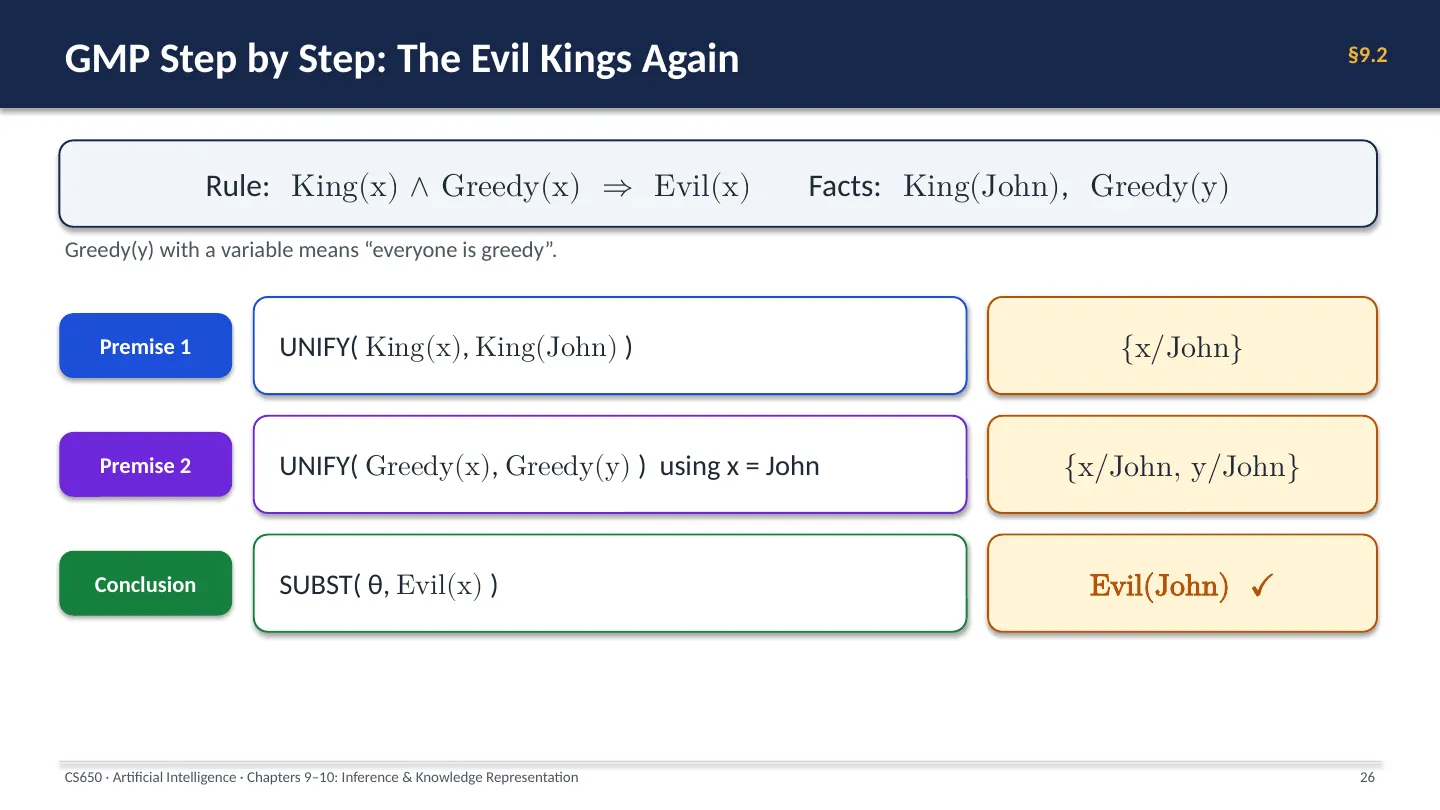 GMP Step by Step: The Evil Kings Again
§9.2
Rule: King(x) ∧ Greedy(x) ⇒ Evil(x) Facts: King(John), Greedy(y)
Greedy(y) with a variable means “everyone is greedy”.
Premise 1
UNIFY( King(x), King(John) )
{x/John}
Premise 2
UNIFY( Greedy(x), Greedy(y) ) using x = John
{x/John, y/John}
Conclusion
SUBST( θ, Evil(x) )
Evil(John) ✓
CS650 · Artificial Intelligence · Chapters 9–10: Inference & Knowledge Representation
26